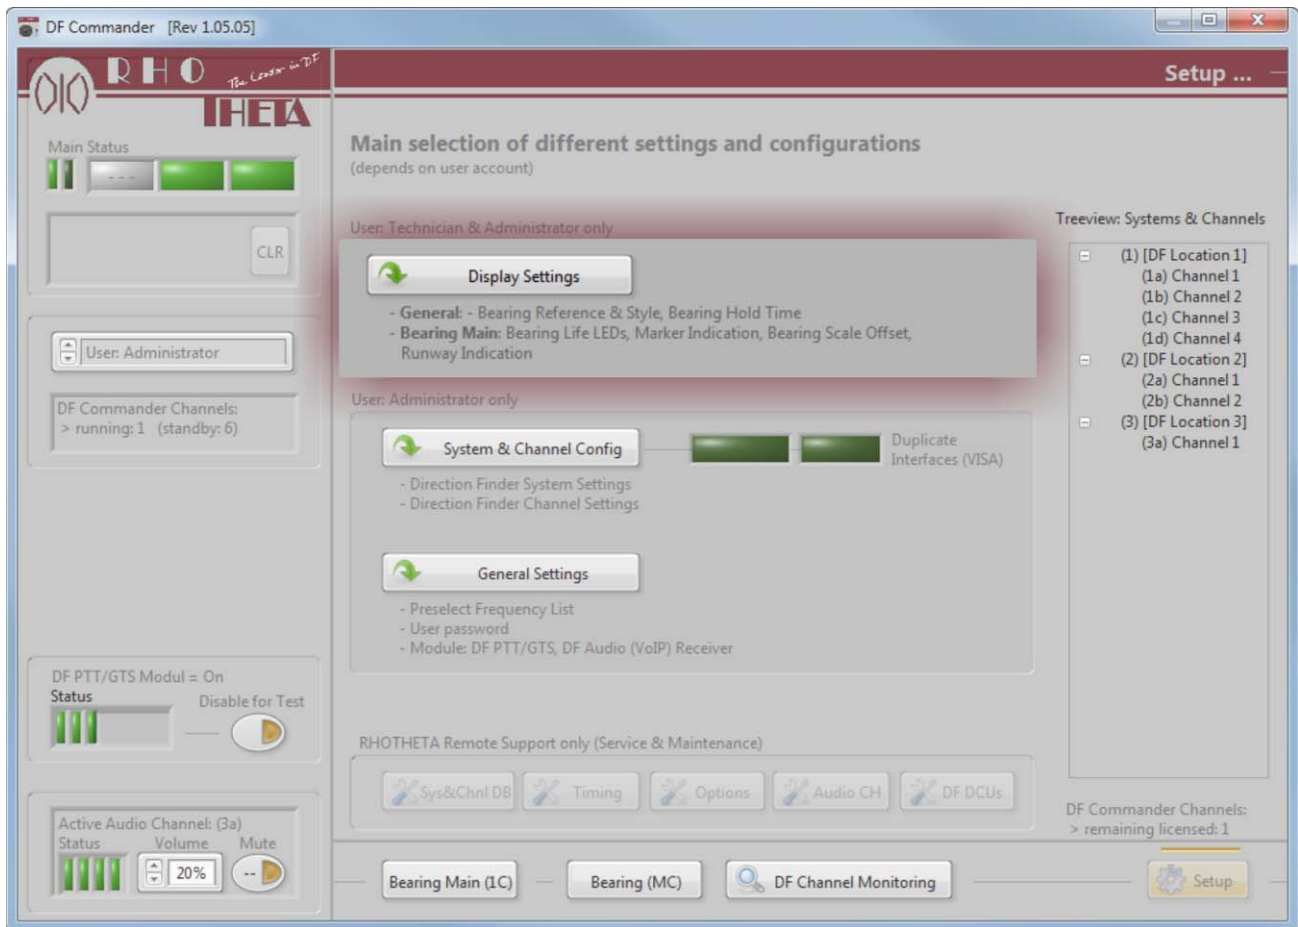 DF Commander [Rev 1.05.05]
RHO
The Leader in DF
THETA
Setup ...
Main Status
- - -
CLR
User: Administrator
DF Commander Channels:
> running: 1 (standby: 6)
DF PTT/GTS Modul = On
Status
Disable for Test
Active Audio Channel: (3a)
Status Volume Mute
20% --
Main selection of different settings and configurations
(depends on user account)
User: Technician & Administrator only
Display Settings
- General: - Bearing Reference & Style, Bearing Hold Time
- Bearing Main: Bearing Life LEDs, Marker Indication, Bearing Scale Offset,
Runway Indication
User: Administrator only
System & Channel Config
Duplicate
Interfaces (VISA)
- Direction Finder System Settings
- Direction Finder Channel Settings
General Settings
- Preselect Frequency List
- User password
- Module: DF PTT/GTS, DF Audio (VoIP) Receiver
RHOTHETA Remote Support only (Service & Maintenance)
Sys&Chnl DB Timing Options Audio CH DF DCUs
Treeview: Systems & Channels
(1) [DF Location 1]
(1a) Channel 1
(1b) Channel 2
(1c) Channel 3
(1d) Channel 4
(2) [DF Location 2]
(2a) Channel 1
(2b) Channel 2
(3) [DF Location 3]
(3a) Channel 1
DF Commander Channels:
> remaining licensed: 1
Bearing Main (1C) Bearing (MC) DF Channel Monitoring Setup